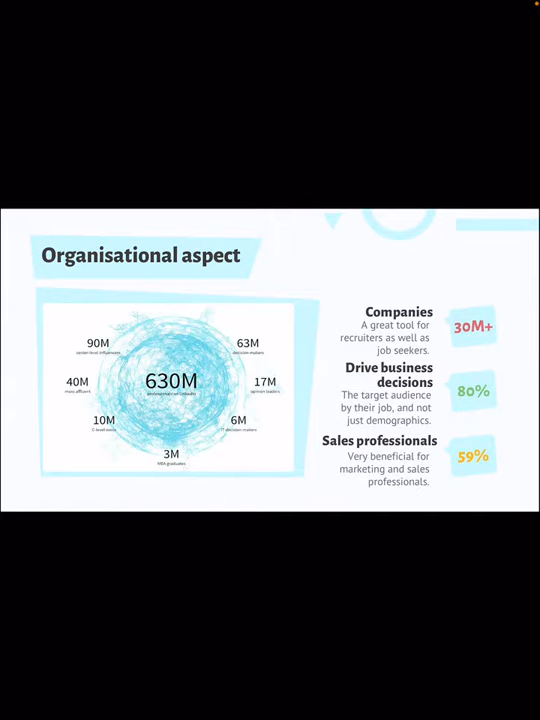 Organisational aspect
90M
senior-level influencers
63M
decision-makers
40M
mass affluent
630M
professionals on LinkedIn
17M
opinion leaders
10M
C-level execs
6M
IT decision-makers
3M
MBA graduates
Companies
A great tool for
recruiters as well as
job seekers.
30M+
Drive business
decisions
The target audience
by their job, and not
just demographics.
80%
Sales professionals
Very beneficial for
marketing and sales
professionals.
59%